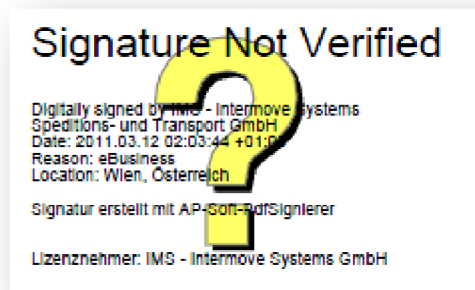 Signature Not Verified
Digitally signed by IMS - Intermove Systems
Speditions- und Transport GmbH
Date: 2011.03.12 02:03:44 +01:0
Reason: eBusiness
Location: Wien, Österreich
Signatur erstellt mit AP-Soft-PdfSignierer
Lizenznehmer: IMS - Intermove Systems GmbH